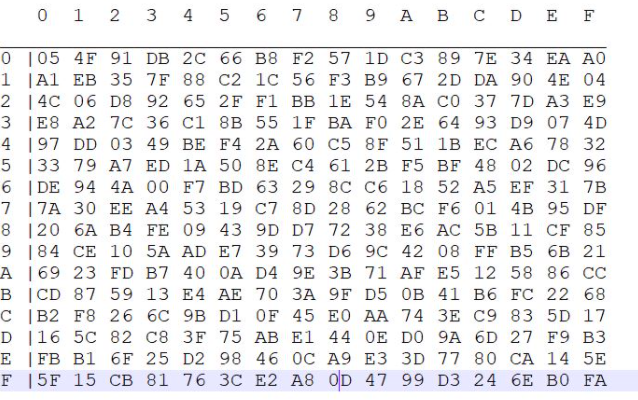 0 1 2 3 4 5 6 7 8 9 A B C D E F
0 |05 4F 91 DB 2C 66 B8 F2 57 1D C3 89 7E 34 EA A0
1 |A1 EB 35 7F 88 C2 1C 56 F3 B9 67 2D DA 90 4E 04
2 |4C 06 D8 92 65 2F F1 BB 1E 54 8A C0 37 7D A3 E9
3 |E8 A2 7C 36 C1 8B 55 1F BA F0 2E 64 93 D9 07 4D
4 |97 DD 03 49 BE F4 2A 60 C5 8F 51 1B EC A6 78 32
5 |33 79 A7 ED 1A 50 8E C4 61 2B F5 BF 48 02 DC 96
6 |DE 94 4A 00 F7 BD 63 29 8C C6 18 52 A5 EF 31 7B
7 |7A 30 EE A4 53 19 C7 8D 28 62 BC F6 01 4B 95 DF
8 |20 6A B4 FE 09 43 9D D7 72 38 E6 AC 5B 11 CF 85
9 |84 CE 10 5A AD E7 39 73 D6 9C 42 08 FF B5 6B 21
A |69 23 FD B7 40 0A D4 9E 3B 71 AF E5 12 58 86 CC
B |CD 87 59 13 E4 AE 70 3A 9F D5 0B 41 B6 FC 22 68
C |B2 F8 26 6C 9B D1 0F 45 E0 AA 74 3E C9 83 5D 17
D |16 5C 82 C8 3F 75 AB E1 44 0E D0 9A 6D 27 F9 B3
E |FB B1 6F 25 D2 98 46 0C A9 E3 3D 77 80 CA 14 5E
F |5F 15 CB 81 76 3C E2 A8 0D 47 99 D3 24 6E B0 FA